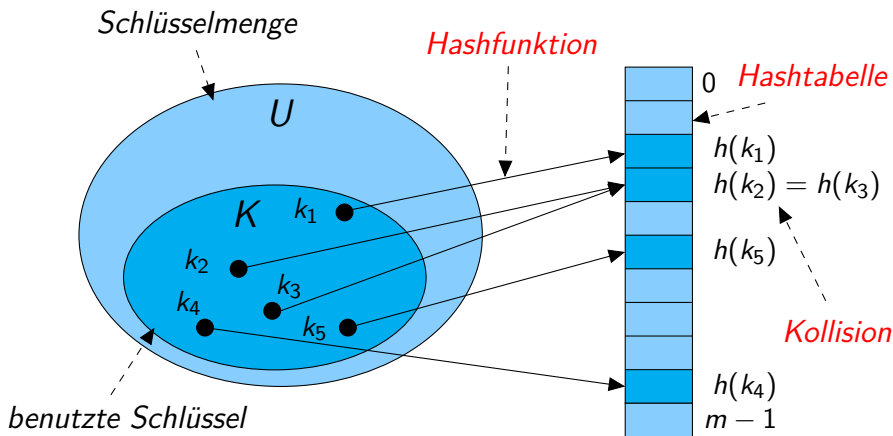 Schlüsselmenge
Hashfunktion
U
0
Hashtabelle
h(k₁)
K
k₁
h(k₂) = h(k₃)
k₂
h(k₅)
k₃
k₄
k₅
Kollision
h(k₄)
benutzte Schlüssel
m − 1